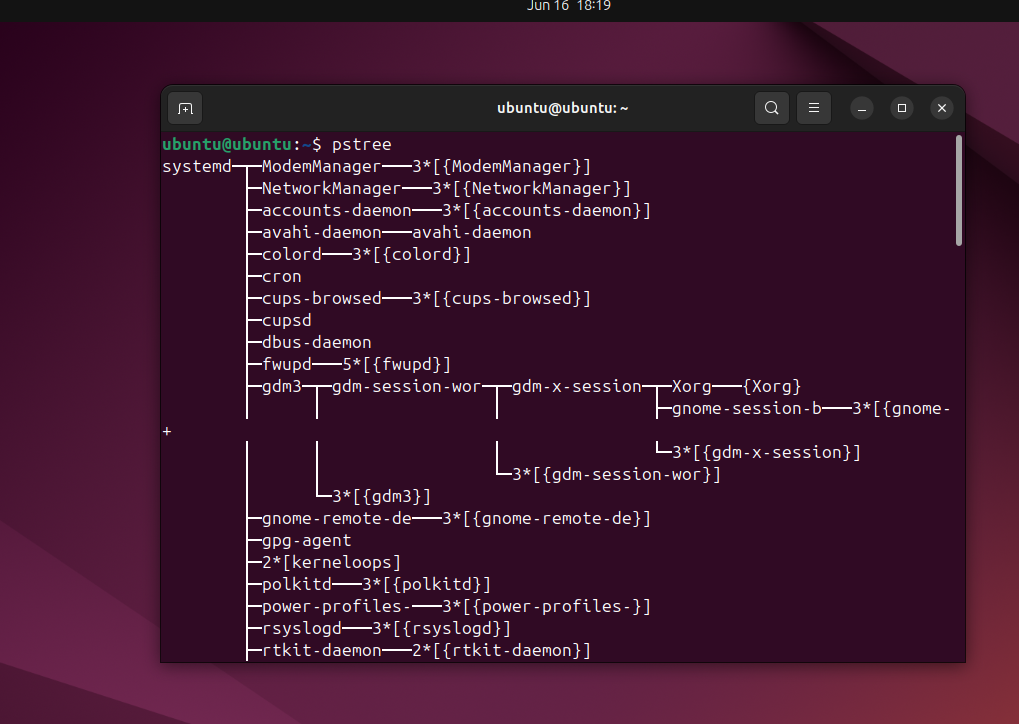 Jun 16 18:19
ubuntu@ubuntu: ~
ubuntu@ubuntu:~$ pstree
systemd─┬─ModemManager───3*[{ModemManager}]
        ├─NetworkManager───3*[{NetworkManager}]
        ├─accounts-daemon───3*[{accounts-daemon}]
        ├─avahi-daemon───avahi-daemon
        ├─colord───3*[{colord}]
        ├─cron
        ├─cups-browsed───3*[{cups-browsed}]
        ├─cupsd
        ├─dbus-daemon
        ├─fwupd───5*[{fwupd}]
        ├─gdm3─┬─gdm-session-wor─┬─gdm-x-session─┬─Xorg───{Xorg}
        │      │                 │               ├─gnome-session-b───3*[{gnome-
+
        │      │                 │               └─3*[{gdm-x-session}]
        │      │                 └─3*[{gdm-session-wor}]
        │      └─3*[{gdm3}]
        ├─gnome-remote-de───3*[{gnome-remote-de}]
        ├─gpg-agent
        ├─2*[kerneloops]
        ├─polkitd───3*[{polkitd}]
        ├─power-profiles-───3*[{power-profiles-}]
        ├─rsyslogd───3*[{rsyslogd}]
        ├─rtkit-daemon───2*[{rtkit-daemon}]